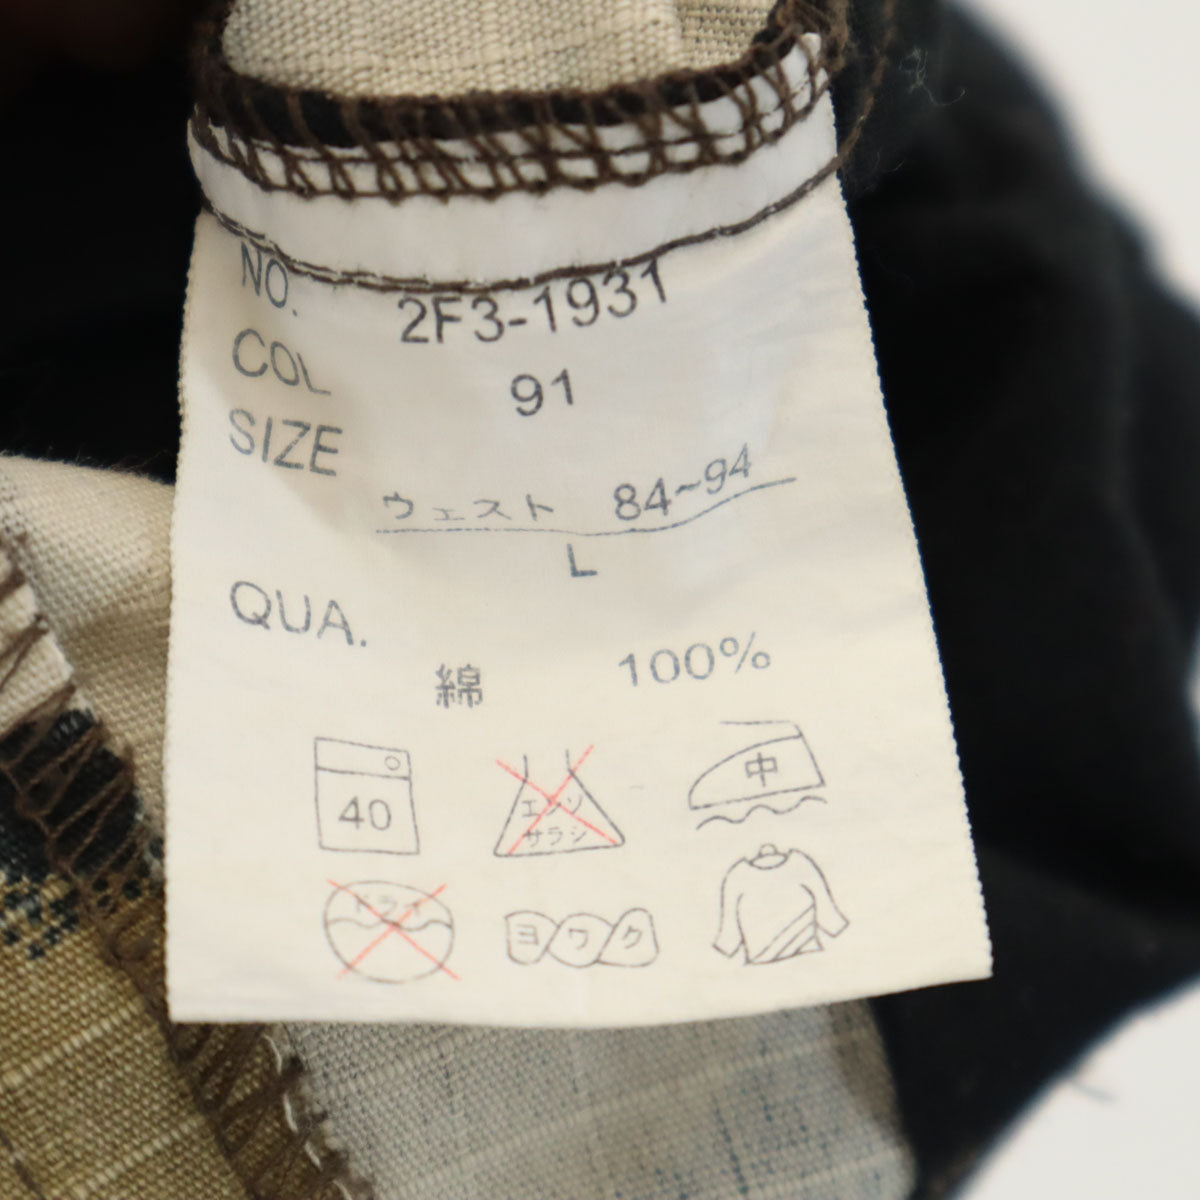 NO. 2F3-1931
COL 91
SIZE
ウェスト 84~94
L
QUA.
綿 100%
40 エンソ サラシ 中
ドライ ヨワク